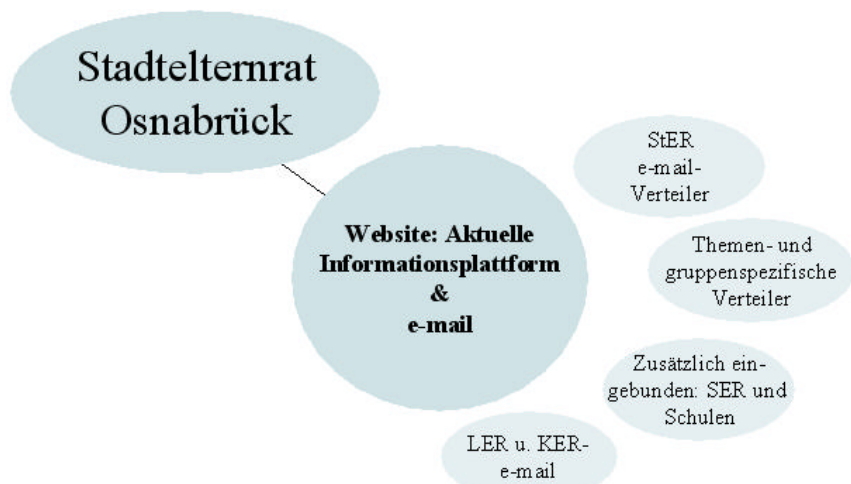 Stadtelternrat
Osnabrück
Website: Aktuelle
Informationsplattform
&
e-mail
StER
e-mail-
Verteiler
Themen- und
gruppenspezifische
Verteiler
Zusätzlich ein-
gebunden: SER und
Schulen
LER u. KER-
e-mail